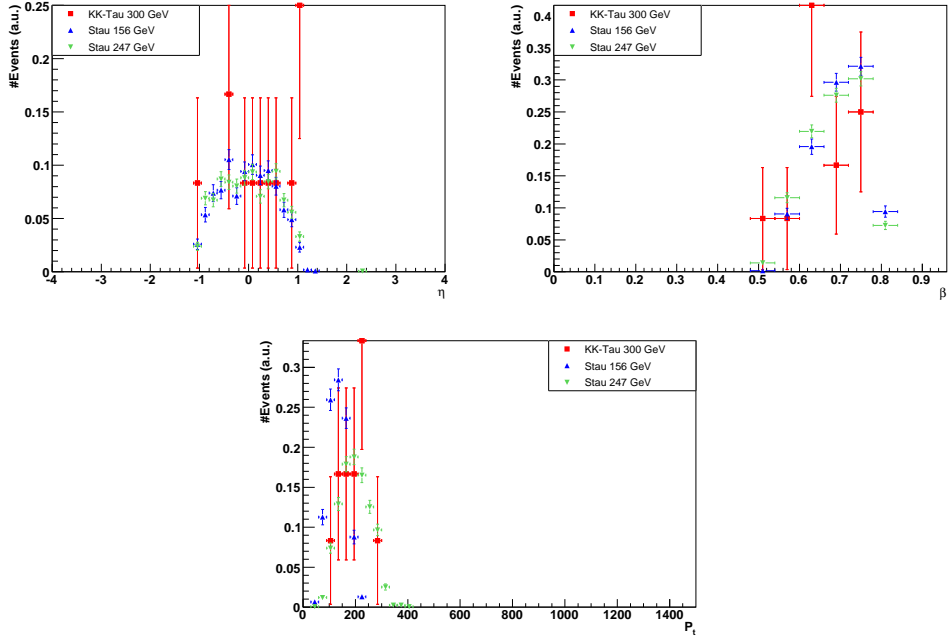 #Events (a.u.)
0.25
0.2
0.15
0.1
0.05
0
KK-Tau 300 GeV
Stau 156 GeV
Stau 247 GeV
-4 -3 -2 -1 0 1 2 3 4
η
#Events (a.u.)
0.4
0.35
0.3
0.25
0.2
0.15
0.1
0.05
0
KK-Tau 300 GeV
Stau 156 GeV
Stau 247 GeV
0 0.1 0.2 0.3 0.4 0.5 0.6 0.7 0.8 0.9
β
#Events (a.u.)
0.3
0.25
0.2
0.15
0.1
0.05
0
KK-Tau 300 GeV
Stau 156 GeV
Stau 247 GeV
0 200 400 600 800 1000 1200 1400
Pt